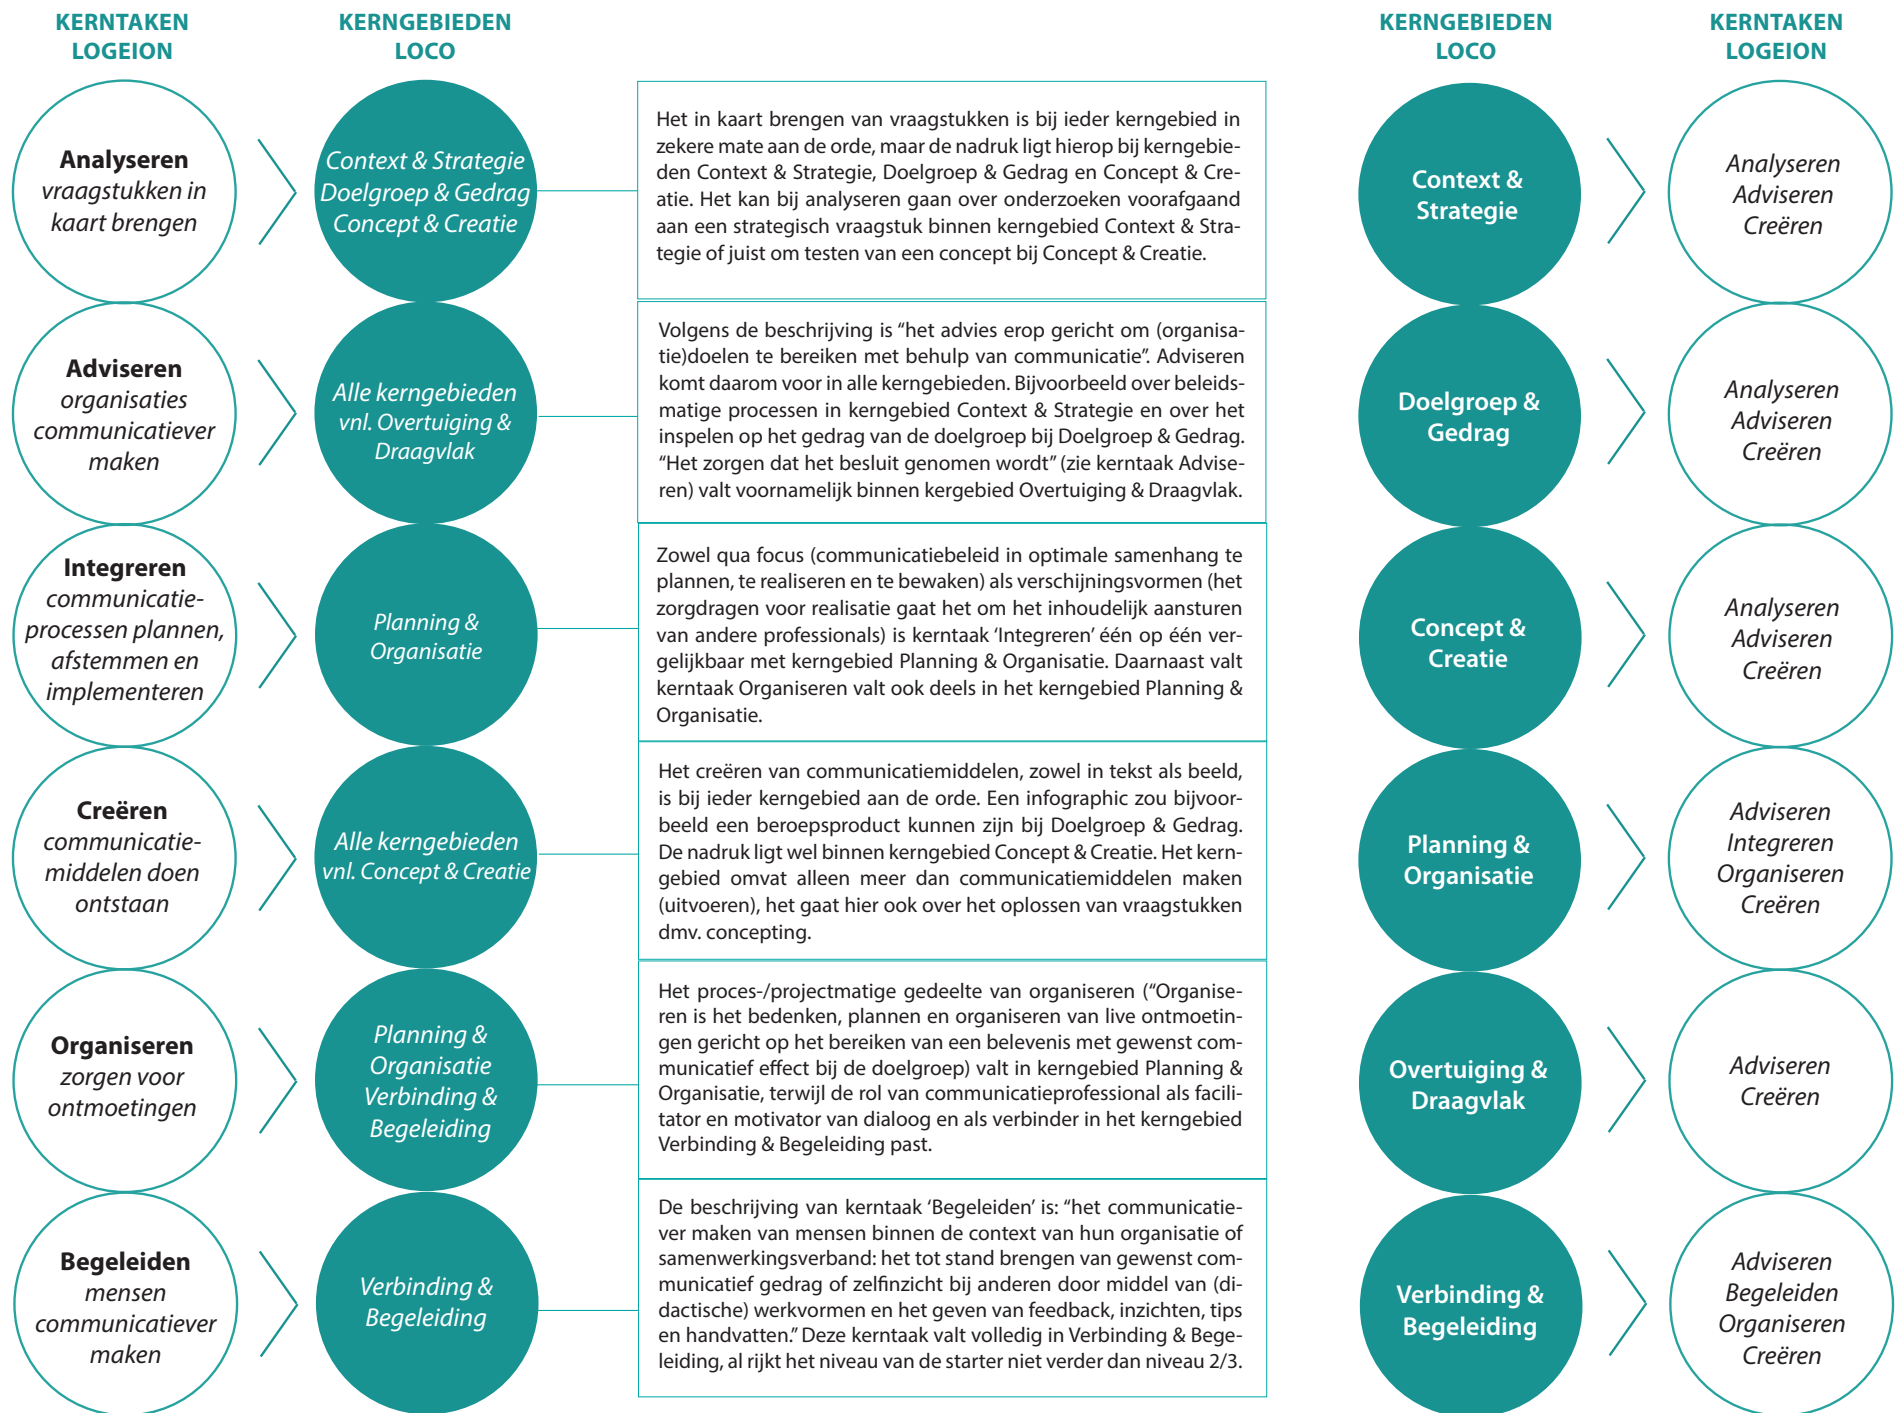 KERNTAKEN
LOGEION
KERNGEBIEDEN
LOCO
KERNGEBIEDEN
LOCO
KERNTAKEN
LOGEION
Analyseren
vraagstukken in
kaart brengen
Context & Strategie
Doelgroep & Gedrag
Concept & Creatie
Het in kaart brengen van vraagstukken is bij ieder kerngebied in
zekere mate aan de orde, maar de nadruk ligt hierop bij kerngebie-
den Context & Strategie, Doelgroep & Gedrag en Concept & Cre-
atie. Het kan bij analyseren gaan over onderzoeken voorafgaand
aan een strategisch vraagstuk binnen kerngebied Context & Stra-
tegie of juist om testen van een concept bij Concept & Creatie.
Context &
Strategie
Analyseren
Adviseren
Creëren
Adviseren
organisaties
communicatiever
maken
Alle kerngebieden
vnl. Overtuiging &
Draagvlak
Volgens de beschrijving is “het advies erop gericht om (organisa-
tie)doelen te bereiken met behulp van communicatie”. Adviseren
komt daarom voor in alle kerngebieden. Bijvoorbeeld over beleids-
matige processen in kerngebied Context & Strategie en over het
inspelen op het gedrag van de doelgroep bij Doelgroep & Gedrag.
“Het zorgen dat het besluit genomen wordt” (zie kerntaak Advise-
ren) valt voornamelijk binnen kergebied Overtuiging & Draagvlak.
Doelgroep &
Gedrag
Analyseren
Adviseren
Creëren
Integreren
communicatie-
processen plannen,
afstemmen en
implementeren
Planning &
Organisatie
Zowel qua focus (communicatiebeleid in optimale samenhang te
plannen, te realiseren en te bewaken) als verschijningsvormen (het
zorgdragen voor realisatie gaat het om het inhoudelijk aansturen
van andere professionals) is kerntaak ‘Integreren’ één op één ver-
gelijkbaar met kerngebied Planning & Organisatie. Daarnaast valt
kerntaak Organiseren valt ook deels in het kerngebied Planning &
Organisatie.
Concept &
Creatie
Analyseren
Adviseren
Creëren
Creëren
communicatie-
middelen doen
ontstaan
Alle kerngebieden
vnl. Concept & Creatie
Het creëren van communicatiemiddelen, zowel in tekst als beeld,
is bij ieder kerngebied aan de orde. Een infographic zou bijvoor-
beeld een beroepsproduct kunnen zijn bij Doelgroep & Gedrag.
De nadruk ligt wel binnen kerngebied Concept & Creatie. Het kern-
gebied omvat alleen meer dan communicatiemiddelen maken
(uitvoeren), het gaat hier ook over het oplossen van vraagstukken
dmv. concepting.
Planning &
Organisatie
Adviseren
Integreren
Organiseren
Creëren
Organiseren
zorgen voor
ontmoetingen
Planning &
Organisatie
Verbinding &
Begeleiding
Het proces-/projectmatige gedeelte van organiseren (“Organise-
ren is het bedenken, plannen en organiseren van live ontmoetin-
gen gericht op het bereiken van een belevenis met gewenst com-
municatief effect bij de doelgroep) valt in kerngebied Planning &
Organisatie, terwijl de rol van communicatieprofessional als facili-
tator en motivator van dialoog en als verbinder in het kerngebied
Verbinding & Begeleiding past.
Overtuiging &
Draagvlak
Adviseren
Creëren
Begeleiden
mensen
communicatiever
maken
Verbinding &
Begeleiding
De beschrijving van kerntaak ‘Begeleiden’ is: “het communicatie-
ver maken van mensen binnen de context van hun organisatie of
samenwerkingsverband: het tot stand brengen van gewenst com-
municatief gedrag of zelfinzicht bij anderen door middel van (di-
dactische) werkvormen en het geven van feedback, inzichten, tips
en handvatten.” Deze kerntaak valt volledig in Verbinding & Bege-
leiding, al rijkt het niveau van de starter niet verder dan niveau 2/3.
Verbinding &
Begeleiding
Adviseren
Begeleiden
Organiseren
Creëren